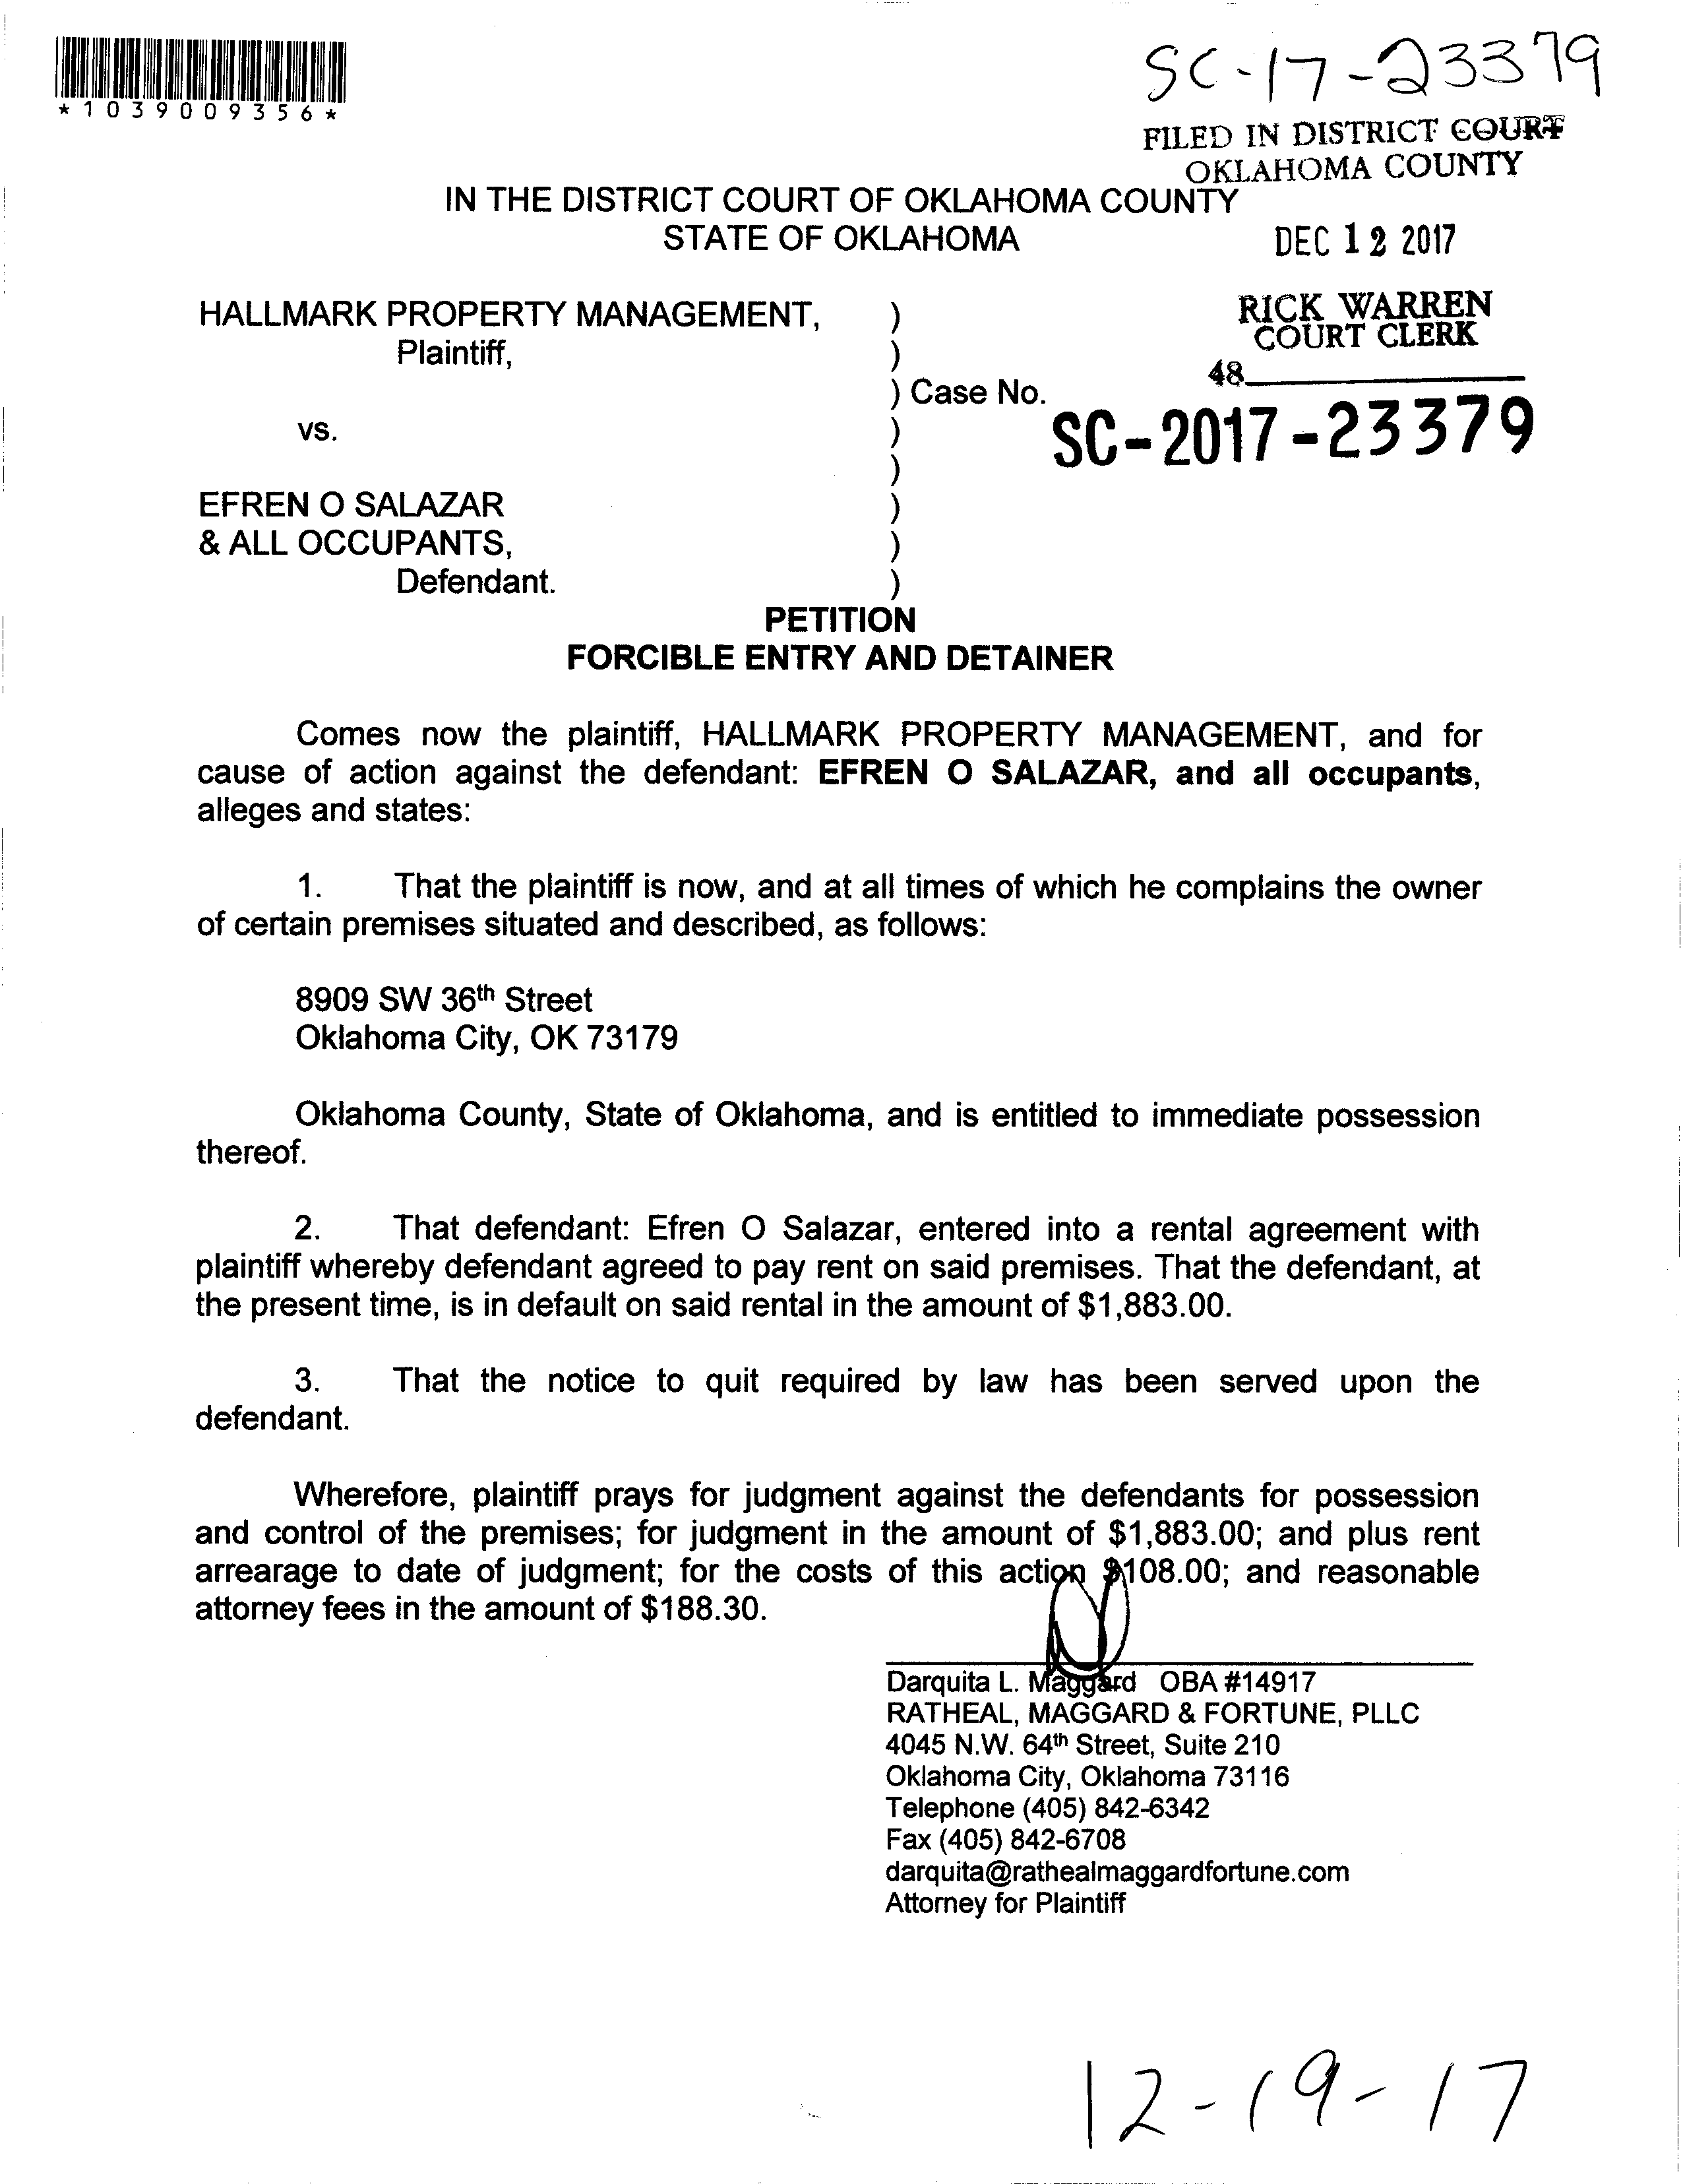 *1039009356*
SC-17-23379
FILED IN DISTRICT COURT
OKLAHOMA COUNTY
IN THE DISTRICT COURT OF OKLAHOMA COUNTY
STATE OF OKLAHOMA
DEC 12 2017
HALLMARK PROPERTY MANAGEMENT, )
Plaintiff, )
RICK WARREN
COURT CLERK
48
) Case No.
SC-2017-23379
vs. )
)
EFREN O SALAZAR )
& ALL OCCUPANTS, )
Defendant. )
PETITION
FORCIBLE ENTRY AND DETAINER
Comes now the plaintiff, HALLMARK PROPERTY MANAGEMENT, and for
cause of action against the defendant: EFREN O SALAZAR, and all occupants,
alleges and states:
1. That the plaintiff is now, and at all times of which he complains the owner
of certain premises situated and described, as follows:
8909 SW 36th Street
Oklahoma City, OK 73179
Oklahoma County, State of Oklahoma, and is entitled to immediate possession
thereof.
2. That defendant: Efren O Salazar, entered into a rental agreement with
plaintiff whereby defendant agreed to pay rent on said premises. That the defendant, at
the present time, is in default on said rental in the amount of $1,883.00.
3. That the notice to quit required by law has been served upon the
defendant.
Wherefore, plaintiff prays for judgment against the defendants for possession
and control of the premises; for judgment in the amount of $1,883.00; and plus rent
arrearage to date of judgment; for the costs of this action $108.00; and reasonable
attorney fees in the amount of $188.30.
Darquita L. Maggard OBA #14917
RATHEAL, MAGGARD & FORTUNE, PLLC
4045 N.W. 64th Street, Suite 210
Oklahoma City, Oklahoma 73116
Telephone (405) 842-6342
Fax (405) 842-6708
darquita@rathealmaggardfortune.com
Attorney for Plaintiff
12-19-17